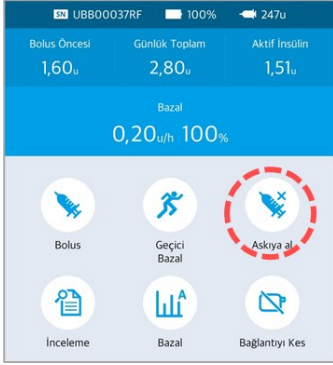 SN UBB00037RF 100% 247u
Bolus Öncesi Günlük Toplam Aktif İnsülin
1,60u 2,80u 1,51u
Bazal
0,20u/h 100%
Bolus Geçici Bazal Askıya al
İnceleme Bazal Bağlantıyı Kes
A